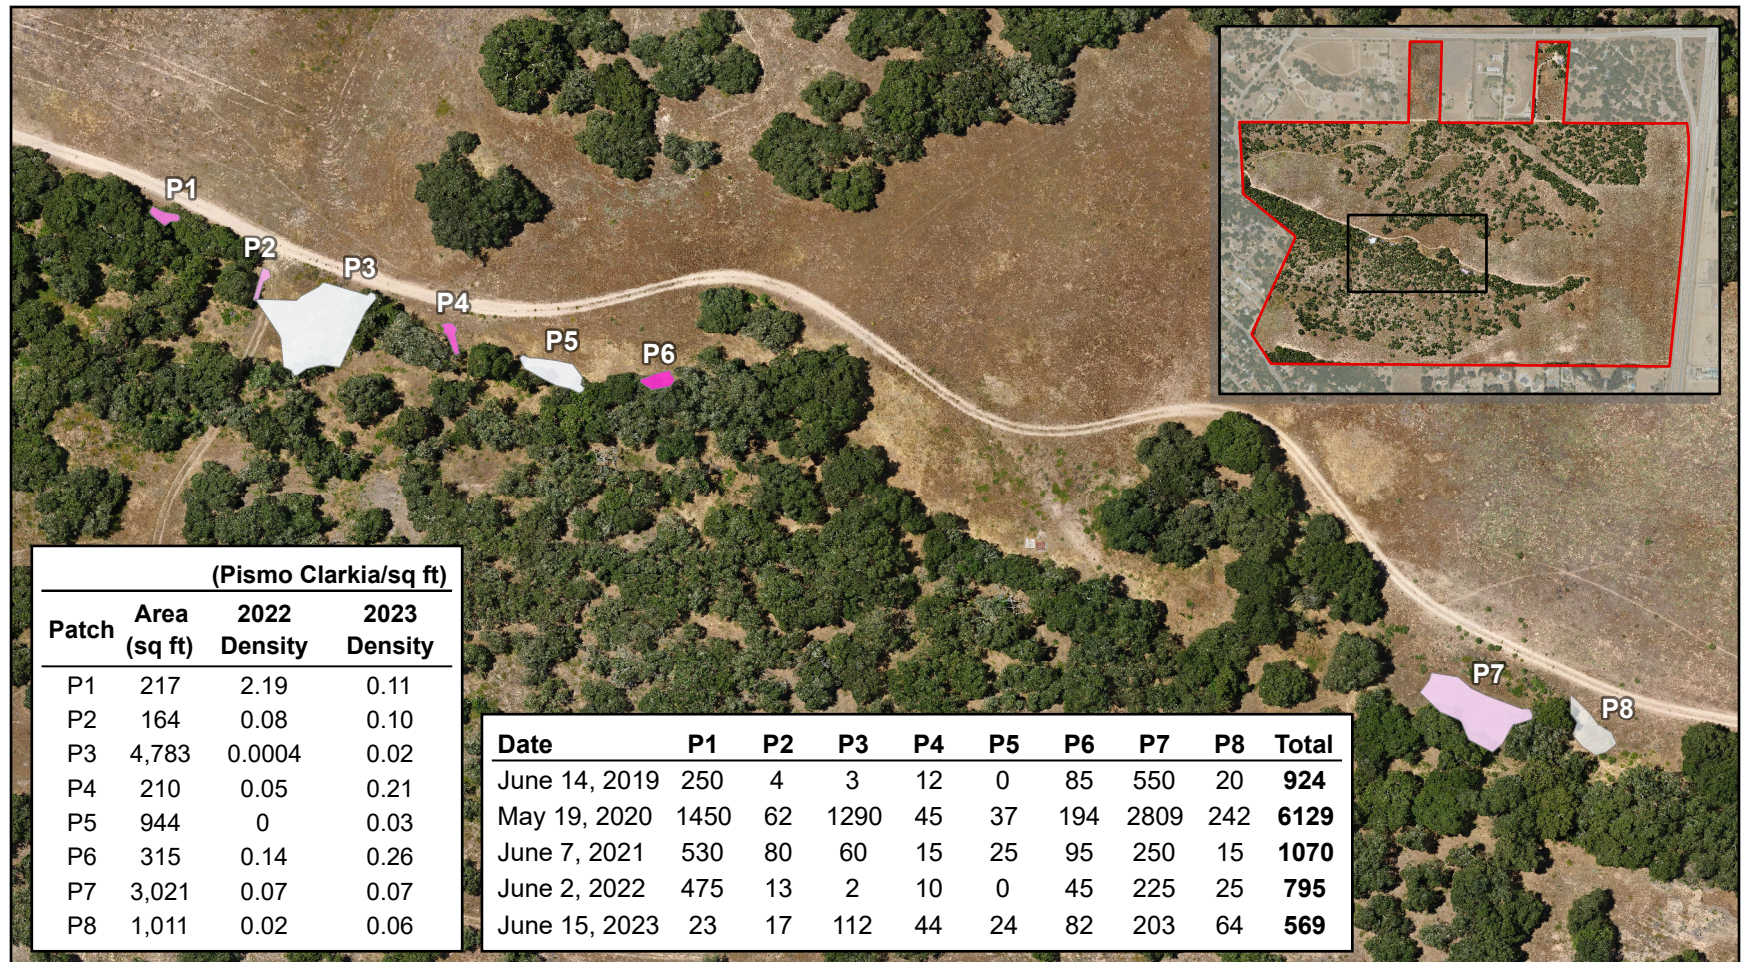 P1
P2
P3
P4
P5
P6
P7
P8
(Pismo Clarkia/sq ft)
Patch Area (sq ft) 2022 Density 2023 Density
P1 217 2.19 0.11
P2 164 0.08 0.10
P3 4,783 0.0004 0.02
P4 210 0.05 0.21
P5 944 0 0.03
P6 315 0.14 0.26
P7 3,021 0.07 0.07
P8 1,011 0.02 0.06
Date P1 P2 P3 P4 P5 P6 P7 P8 Total
June 14, 2019 250 4 3 12 0 85 550 20 924
May 19, 2020 1450 62 1290 45 37 194 2809 242 6129
June 7, 2021 530 80 60 15 25 95 250 15 1070
June 2, 2022 475 13 2 10 0 45 225 25 795
June 15, 2023 23 17 112 44 24 82 203 64 569